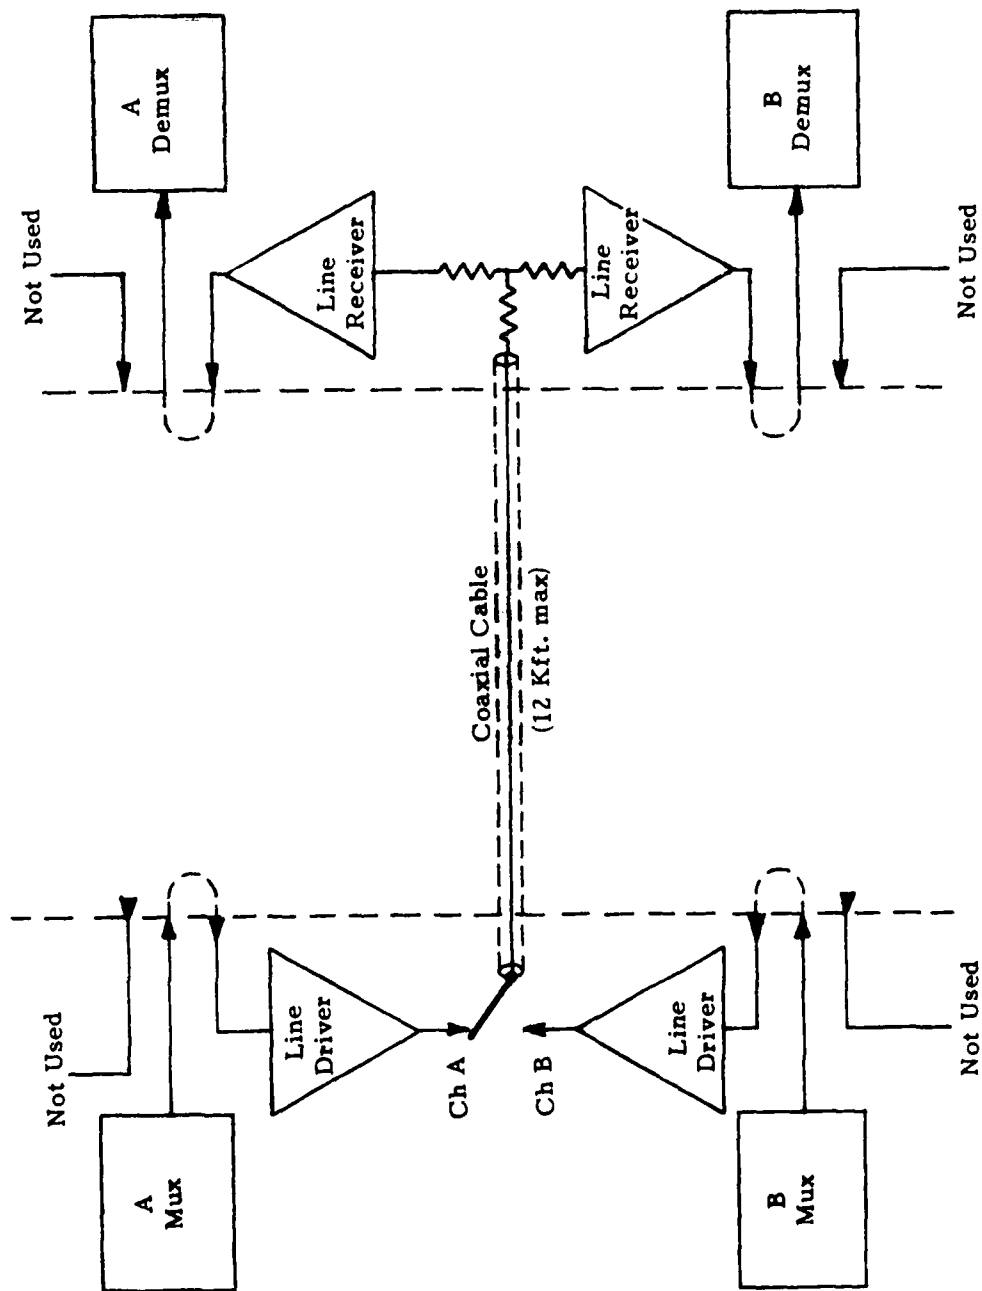 Not Used
A
Mux
Line
Driver
Ch A
Ch B
Line
Driver
B
Mux
Not Used
Coaxial Cable
(12 Kft. max)
Not Used
A
Demux
Line
Receiver
Line
Receiver
B
Demux
Not Used